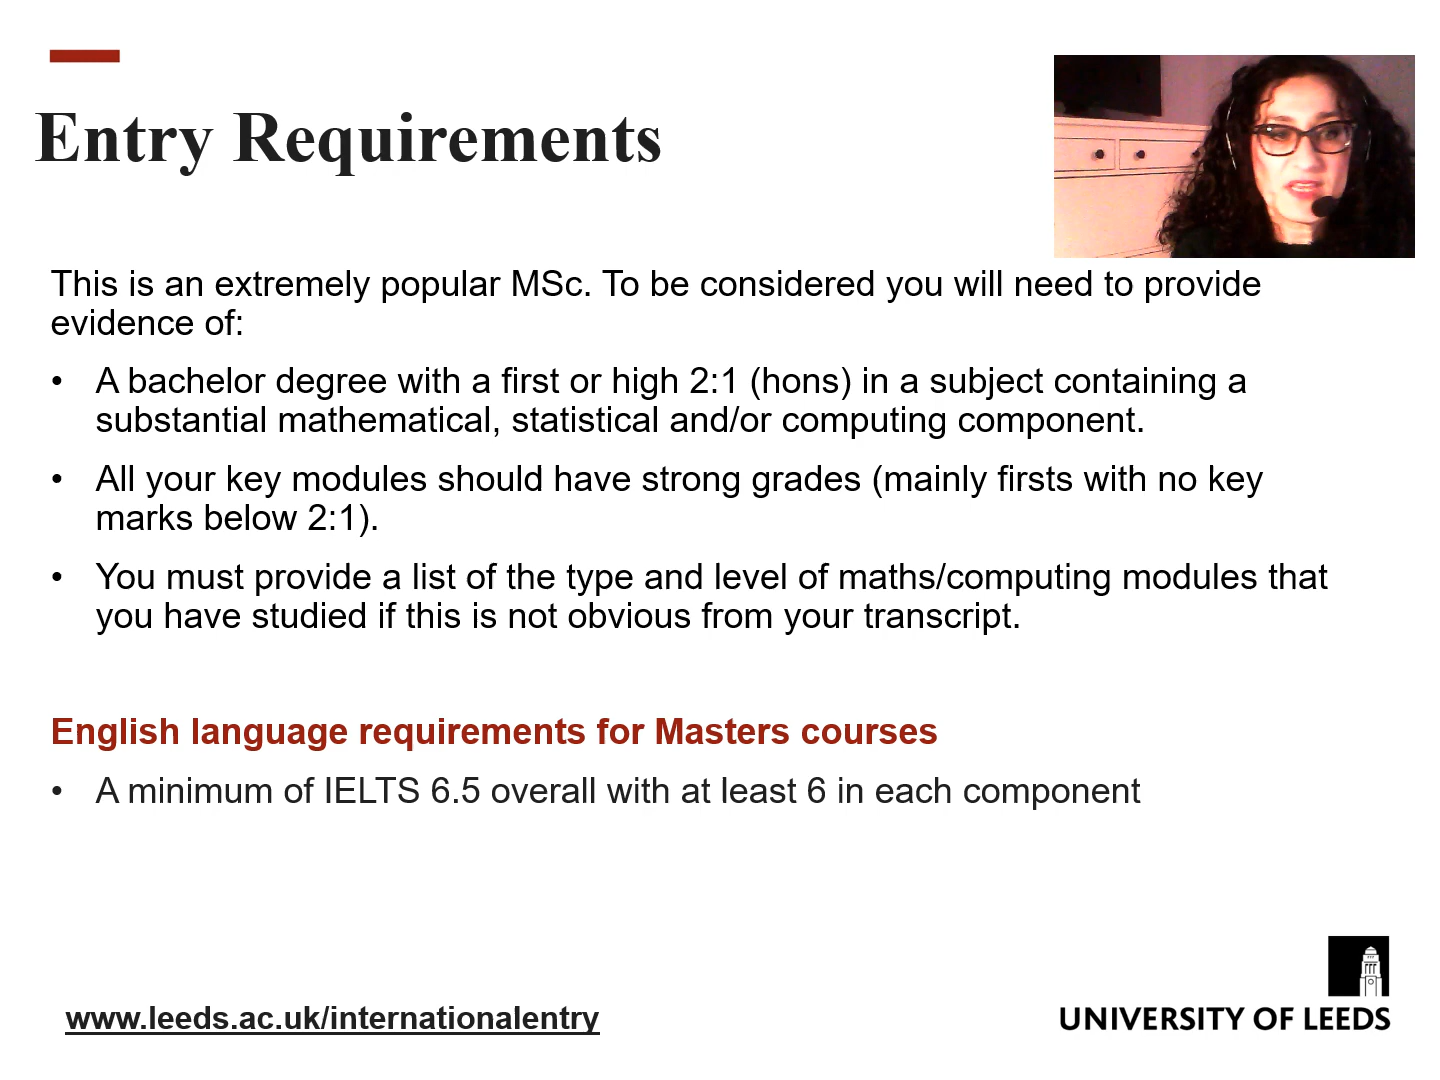 Entry Requirements
This is an extremely popular MSc. To be considered you will need to provide
evidence of:
• A bachelor degree with a first or high 2:1 (hons) in a subject containing a
substantial mathematical, statistical and/or computing component.
• All your key modules should have strong grades (mainly firsts with no key
marks below 2:1).
• You must provide a list of the type and level of maths/computing modules that
you have studied if this is not obvious from your transcript.
English language requirements for Masters courses
• A minimum of IELTS 6.5 overall with at least 6 in each component
www.leeds.ac.uk/internationalentry
UNIVERSITY OF LEEDS